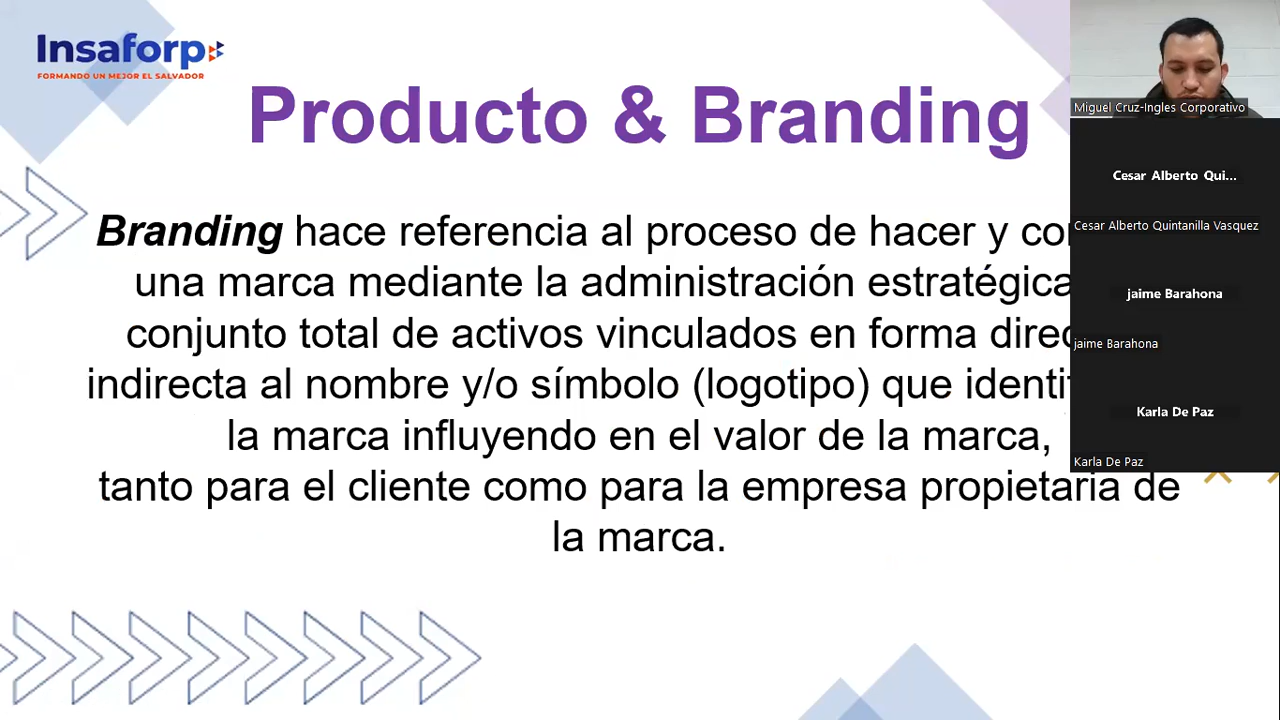 Insaforp
FORMANDO UN MEJOR EL SALVADOR
Producto & Branding
Branding hace referencia al proceso de hacer y
una marca mediante la administración estratégica
conjunto total de activos vinculados en forma
indirecta al nombre y/o símbolo (logotipo) que
la marca influyendo en el valor de la marca,
tanto para el cliente como para la empresa propietaria de
la marca.
Miguel Cruz-Ingles Corporativo
Cesar Alberto Qui...
Cesar Alberto Quintanilla Vasquez
jaime Barahona
jaime Barahona
Karla De Paz
Karla De Paz